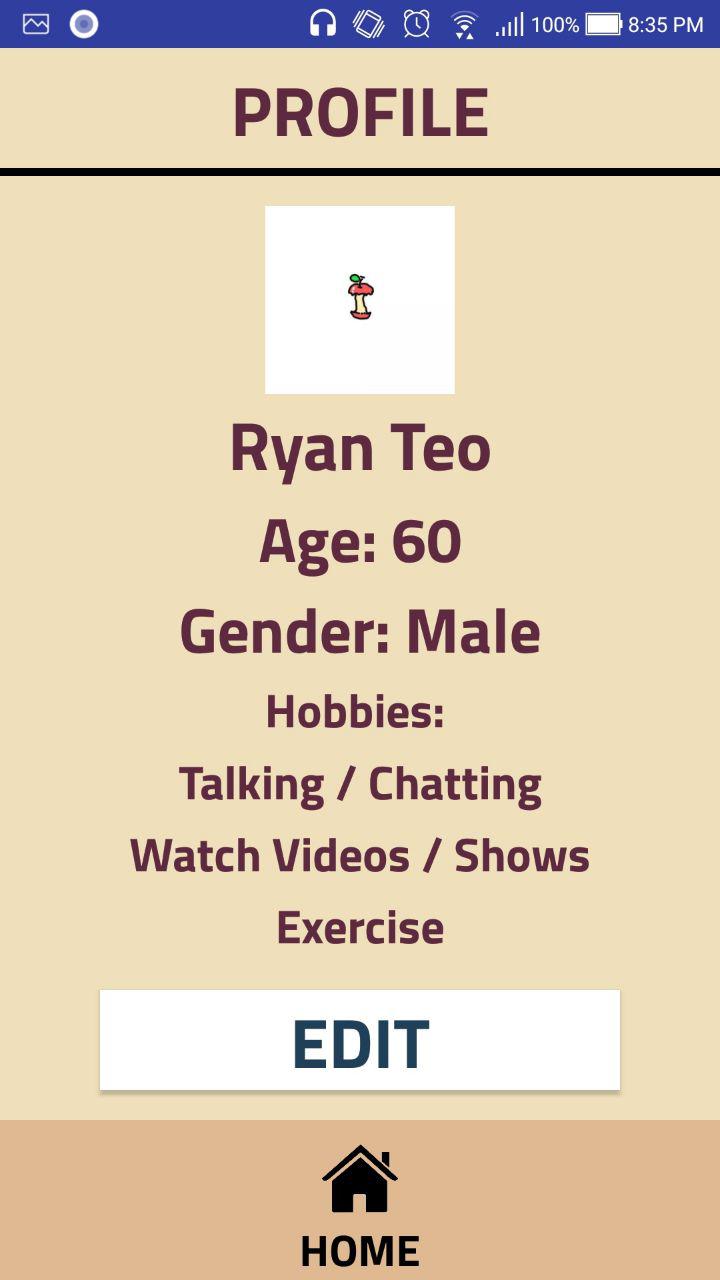 100% 8:35 PM
PROFILE
Ryan Teo
Age: 60
Gender: Male
Hobbies:
Talking / Chatting
Watch Videos / Shows
Exercise
EDIT
HOME